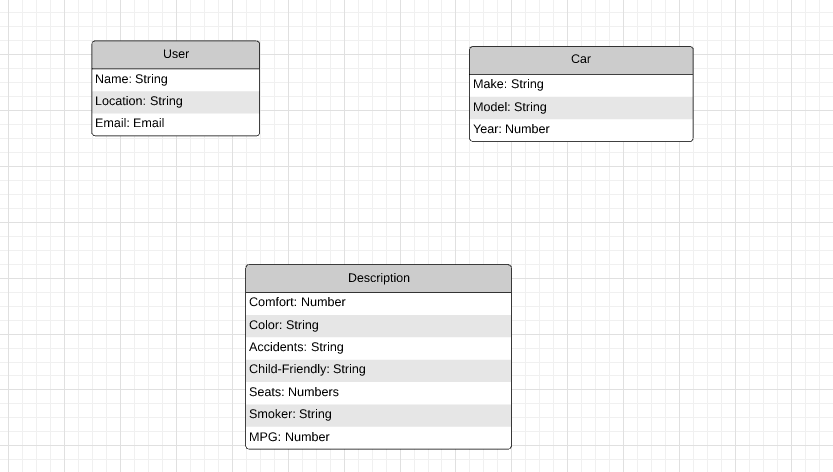 User
Name: String
Location: String
Email: Email
Car
Make: String
Model: String
Year: Number
Description
Comfort: Number
Color: String
Accidents: String
Child-Friendly: String
Seats: Numbers
Smoker: String
MPG: Number